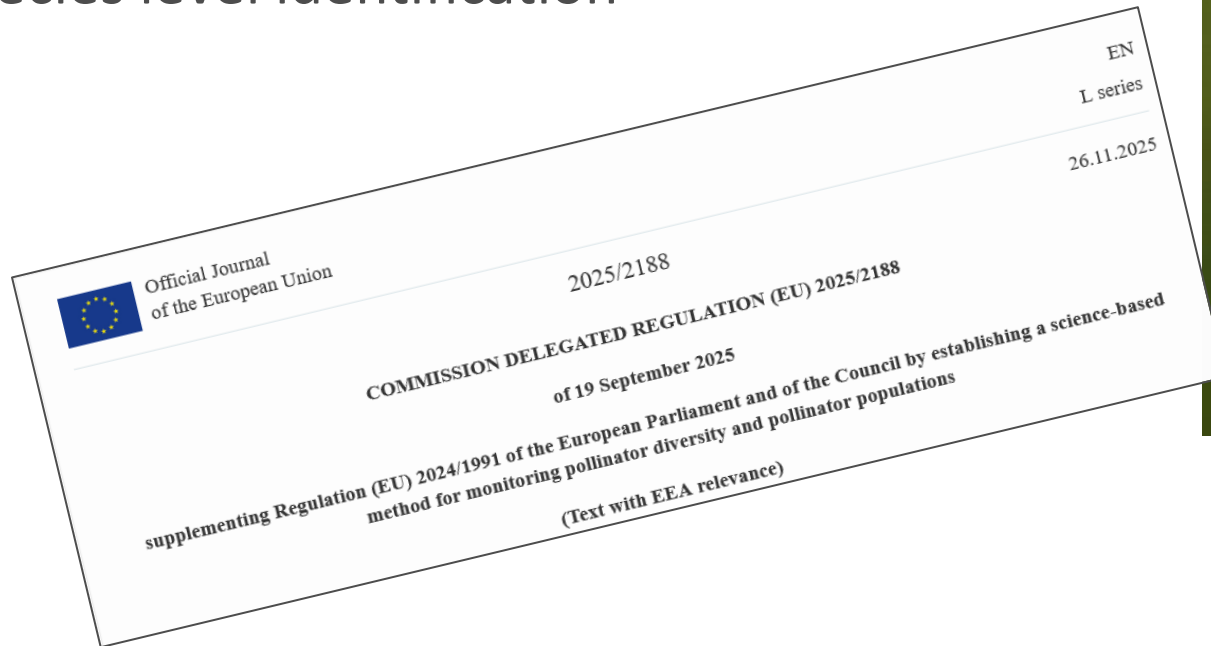 level identification
EN
L series
26.11.2025
Official Journal
of the European Union
2025/2188
COMMISSION DELEGATED REGULATION (EU) 2025/2188
of 19 September 2025
supplementing Regulation (EU) 2024/1991 of the European Parliament and of the Council by establishing a science-based
method for monitoring pollinator diversity and pollinator populations
(Text with EEA relevance)